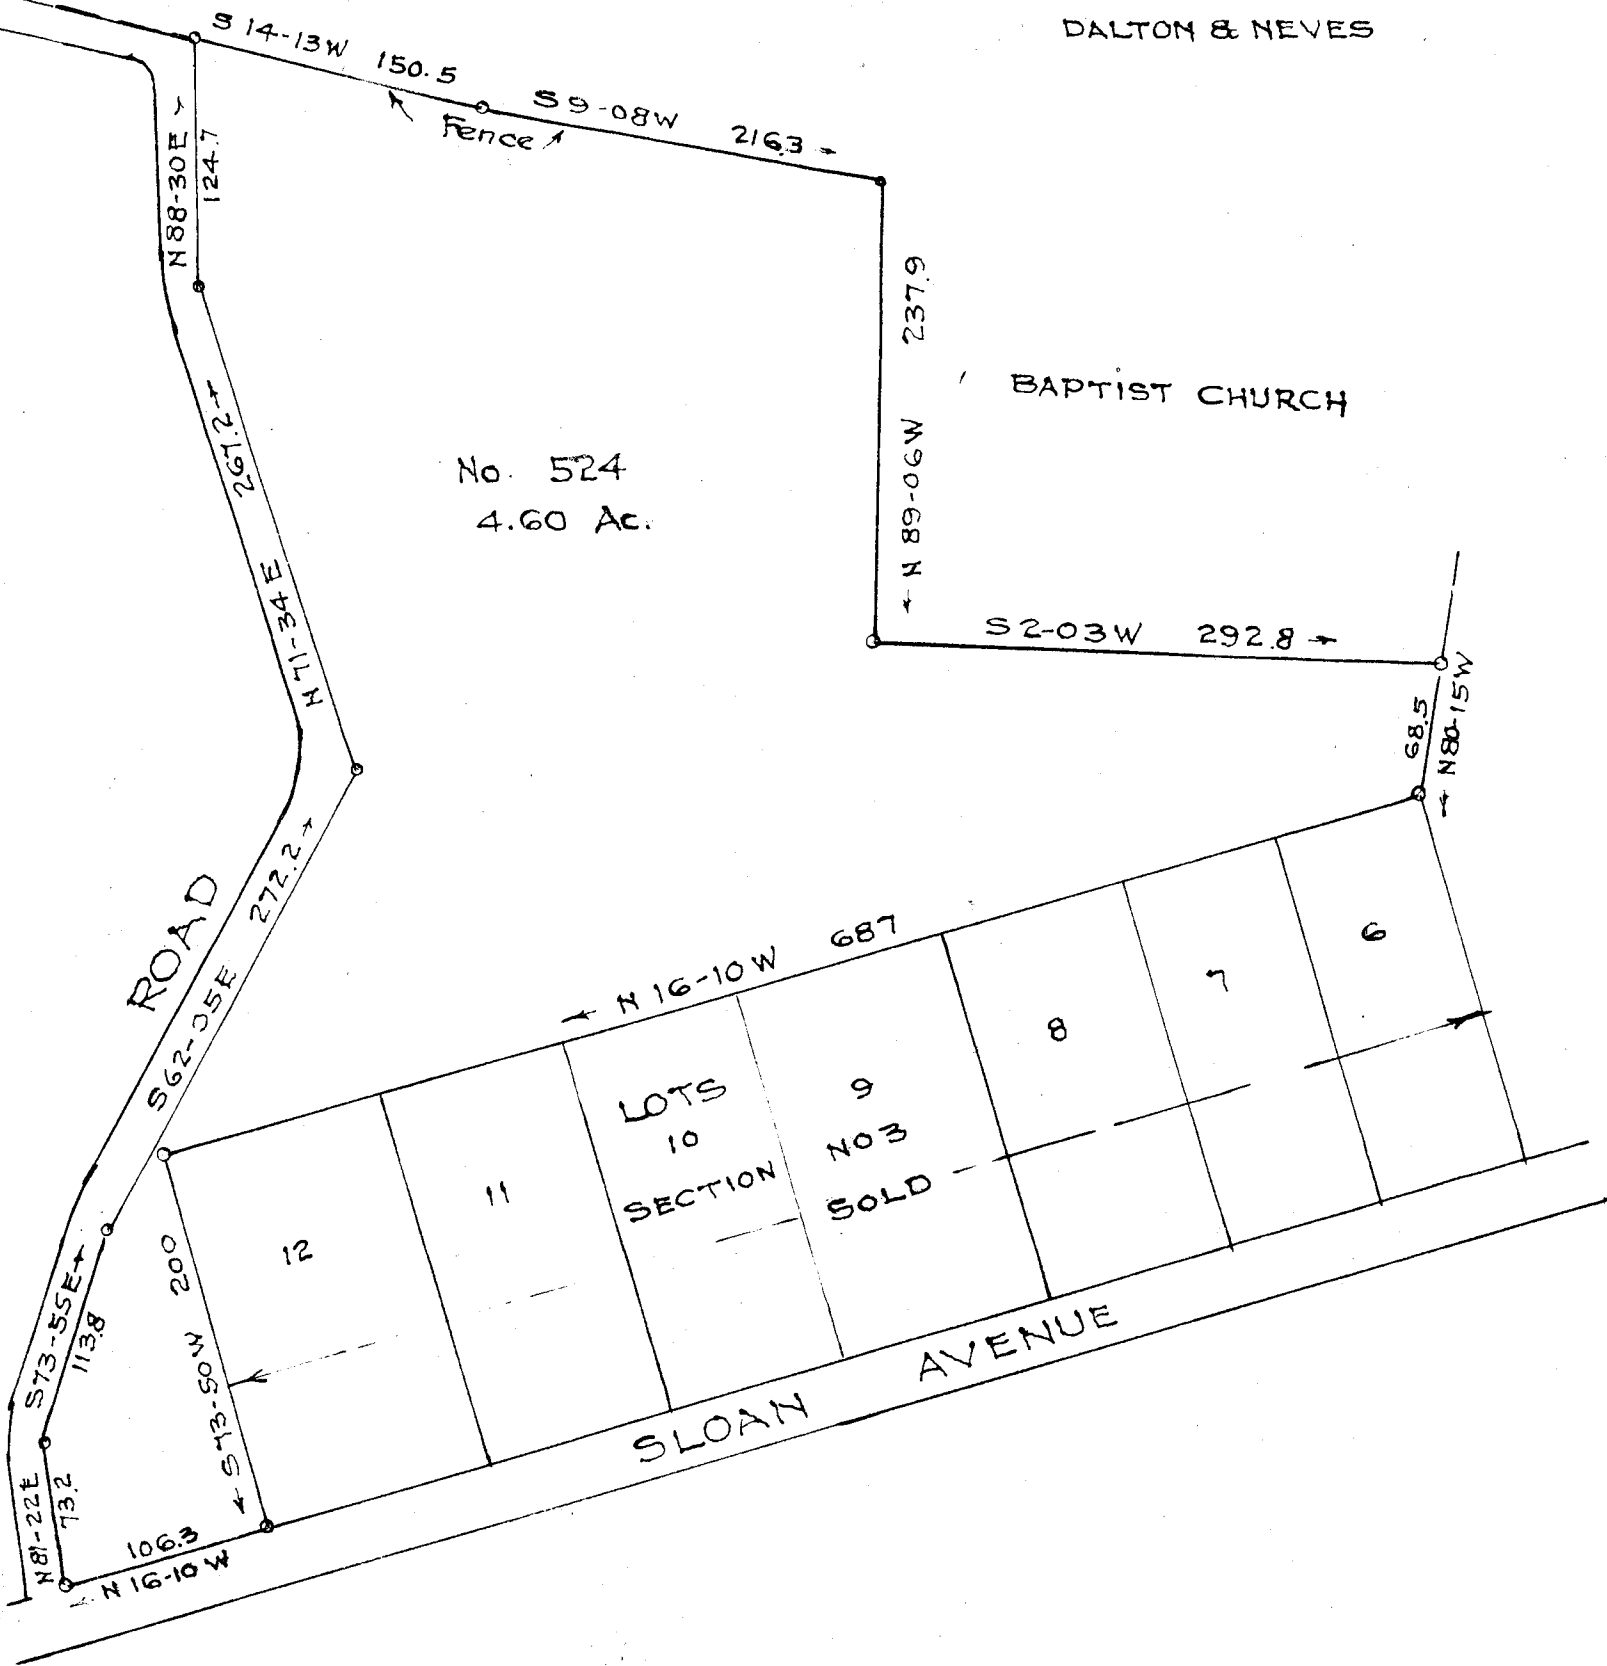 DALTON & NEVES
S 14-13W 150.5
S 9-08W 216.3
Fence
N 88-30E
124.7
237.9
N 89-06W
BAPTIST CHURCH
267.2
N 71-34 E
No. 524
4.60 Ac.
S 2-03W 292.8
68.5
N 80-15W
ROAD
272.2
S 62-05E
N 16-10 W 687
6
7
8
9
LOTS
10
NO 3
SECTION
SOLD
11
12
200
S 73-50W
S73-55E
113.8
SLOAN AVENUE
N 81-22E
73.2
106.3
N 16-10 W